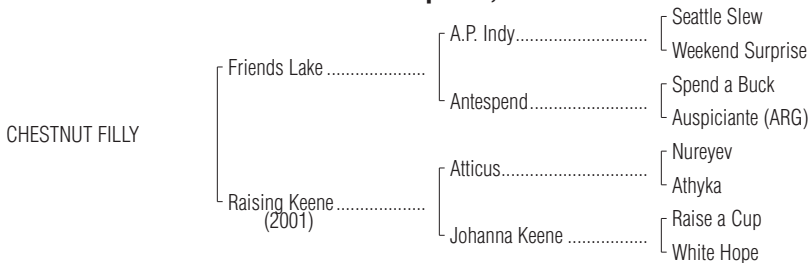 Seattle Slew
A.P. Indy
Weekend Surprise
Friends Lake
Spend a Buck
Antespend
Auspiciante (ARG)
CHESTNUT FILLY
Nureyev
Atticus
Athyka
Raising Keene
(2001)
Raise a Cup
Johanna Keene
White Hope